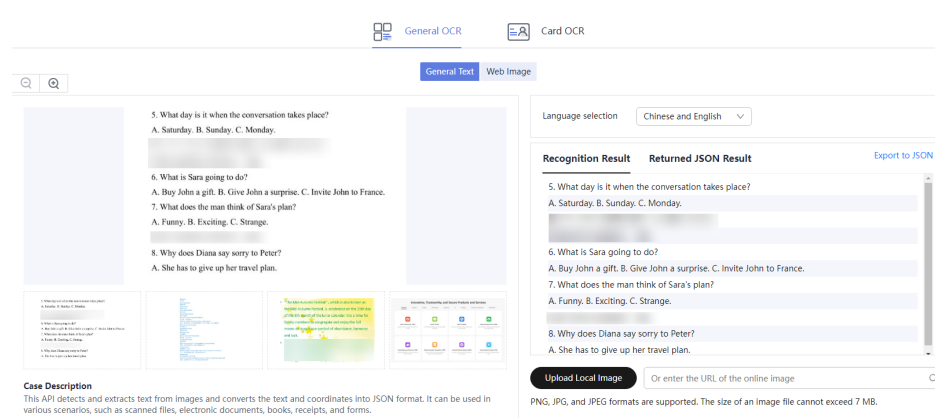 General OCR
Card OCR
General Text
Web Image
5. What day is it when the conversation takes place?
A. Saturday. B. Sunday. C. Monday.
6. What is Sara going to do?
A. Buy John a gift. B. Give John a surprise. C. Invite John to France.
7. What does the man think of Sara's plan?
A. Funny. B. Exciting. C. Strange.
8. Why does Diana say sorry to Peter?
A. She has to give up her travel plan.
Case Description
This API detects and extracts text from images and converts the text and coordinates into JSON format. It can be used in
various scenarios, such as scanned files, electronic documents, books, receipts, and forms.
Language selection
Chinese and English
Recognition Result
Returned JSON Result
Export to JSON
5. What day is it when the conversation takes place?
A. Saturday. B. Sunday. C. Monday.
6. What is Sara going to do?
A. Buy John a gift. B. Give John a surprise. C. Invite John to France.
7. What does the man think of Sara's plan?
A. Funny. B. Exciting. C. Strange.
8. Why does Diana say sorry to Peter?
A. She has to give up her travel plan.
Upload Local Image
Or enter the URL of the online image
PNG, JPG, and JPEG formats are supported. The size of an image file cannot exceed 7 MB.